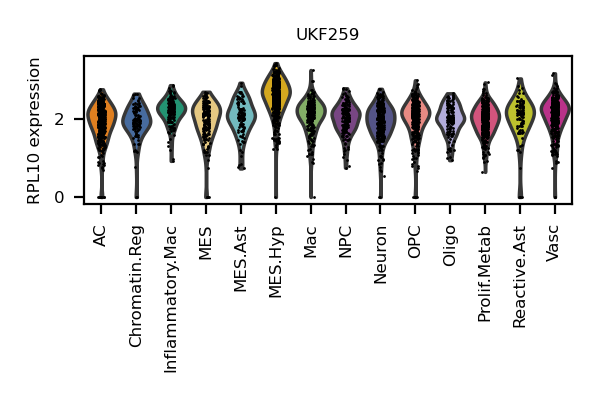 UKF259
RPL10 expression
2
0
AC
Chromatin.Reg
Inflammatory.Mac
MES
MES.Ast
MES.Hyp
Mac
NPC
Neuron
OPC
Oligo
Prolif.Metab
Reactive.Ast
Vasc